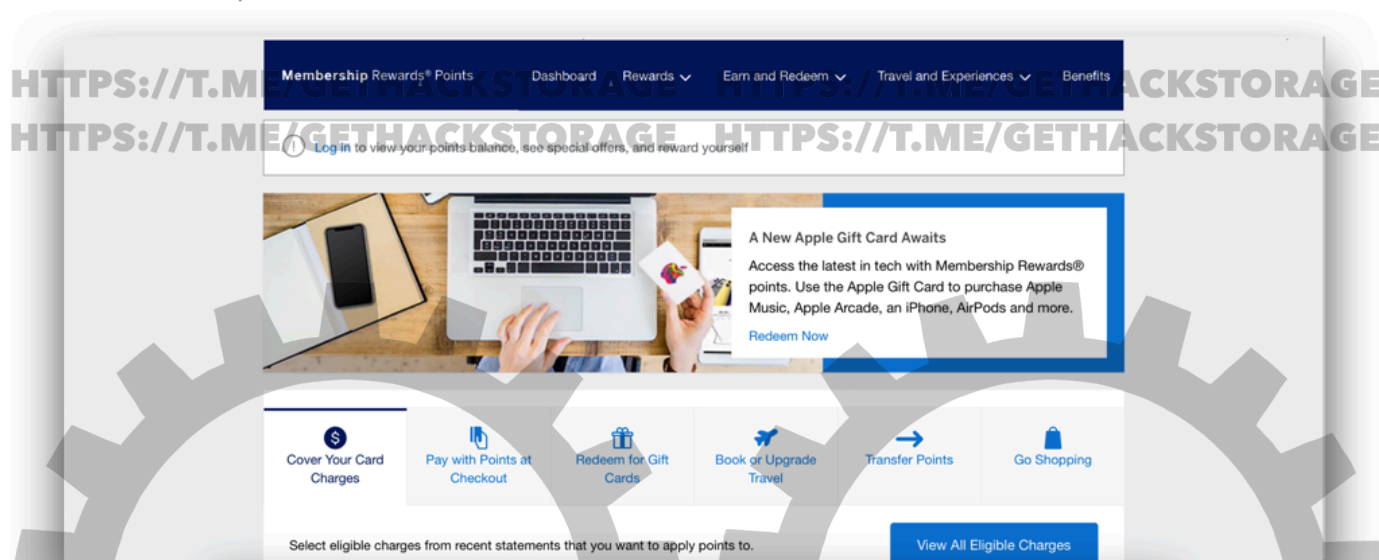 Membership Rewards® Points Dashboard Rewards Earn and Redeem Travel and Experiences Benefits
HTTPS://T.ME/GETHACKSTORAGE HTTPS://T.ME/GETHACKSTORAGE
HTTPS://T.ME/GETHACKSTORAGE HTTPS://T.ME/GETHACKSTORAGE
Log in to view your points balance, see special offers, and reward yourself
A New Apple Gift Card Awaits
Access the latest in tech with Membership Rewards®
points. Use the Apple Gift Card to purchase Apple
Music, Apple Arcade, an iPhone, AirPods and more.
Redeem Now
Cover Your Card
Charges
Pay with Points at
Checkout
Redeem for Gift
Cards
Book or Upgrade
Travel
Transfer Points
Go Shopping
Select eligible charges from recent statements that you want to apply points to.
View All Eligible Charges